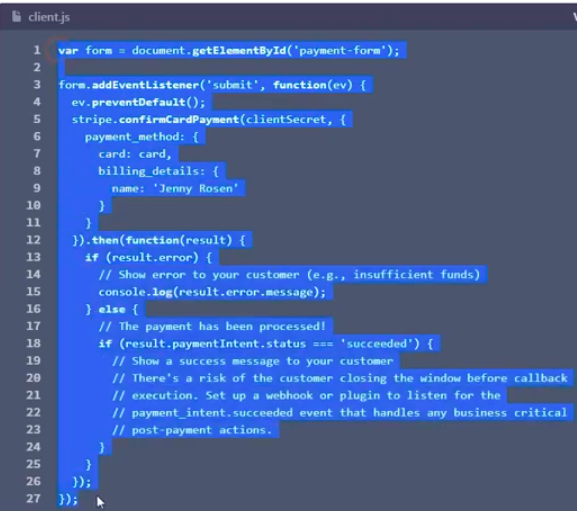 client.js
1 var form = document.getElementById('payment-form');
2
3 form.addEventListener('submit', function(ev) {
4   ev.preventDefault();
5   stripe.confirmCardPayment(clientSecret, {
6     payment_method: {
7       card: card,
8       billing_details: {
9         name: 'Jenny Rosen'
10       }
11     }
12   }).then(function(result) {
13     if (result.error) {
14       // Show error to your customer (e.g., insufficient funds)
15       console.log(result.error.message);
16     } else {
17       // The payment has been processed!
18       if (result.paymentIntent.status === 'succeeded') {
19         // Show a success message to your customer
20         // There's a risk of the customer closing the window before callback
21         // execution. Set up a webhook or plugin to listen for the
22         // payment_intent.succeeded event that handles any business critical
23         // post-payment actions.
24       }
25     }
26   });
27 });